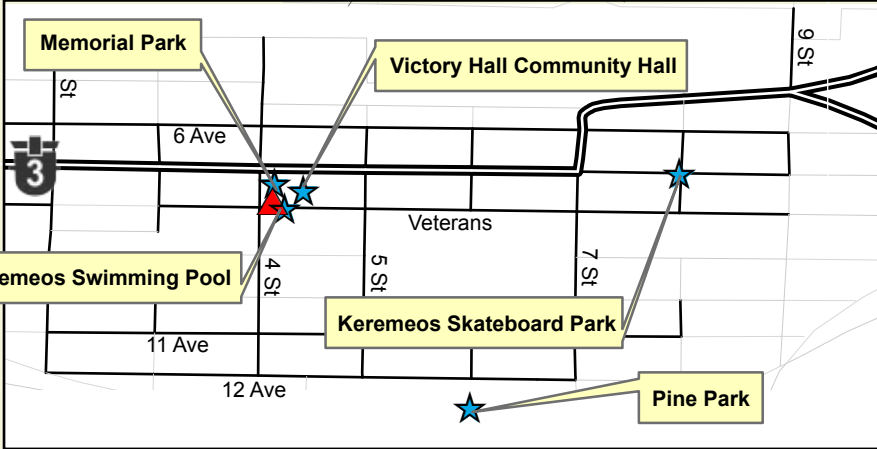 Memorial Park
Victory Hall Community Hall
9 St
St
6 Ave
3
Veterans
emeos Swimming Pool
4 St
5 St
7 St
Keremeos Skateboard Park
11 Ave
12 Ave
Pine Park